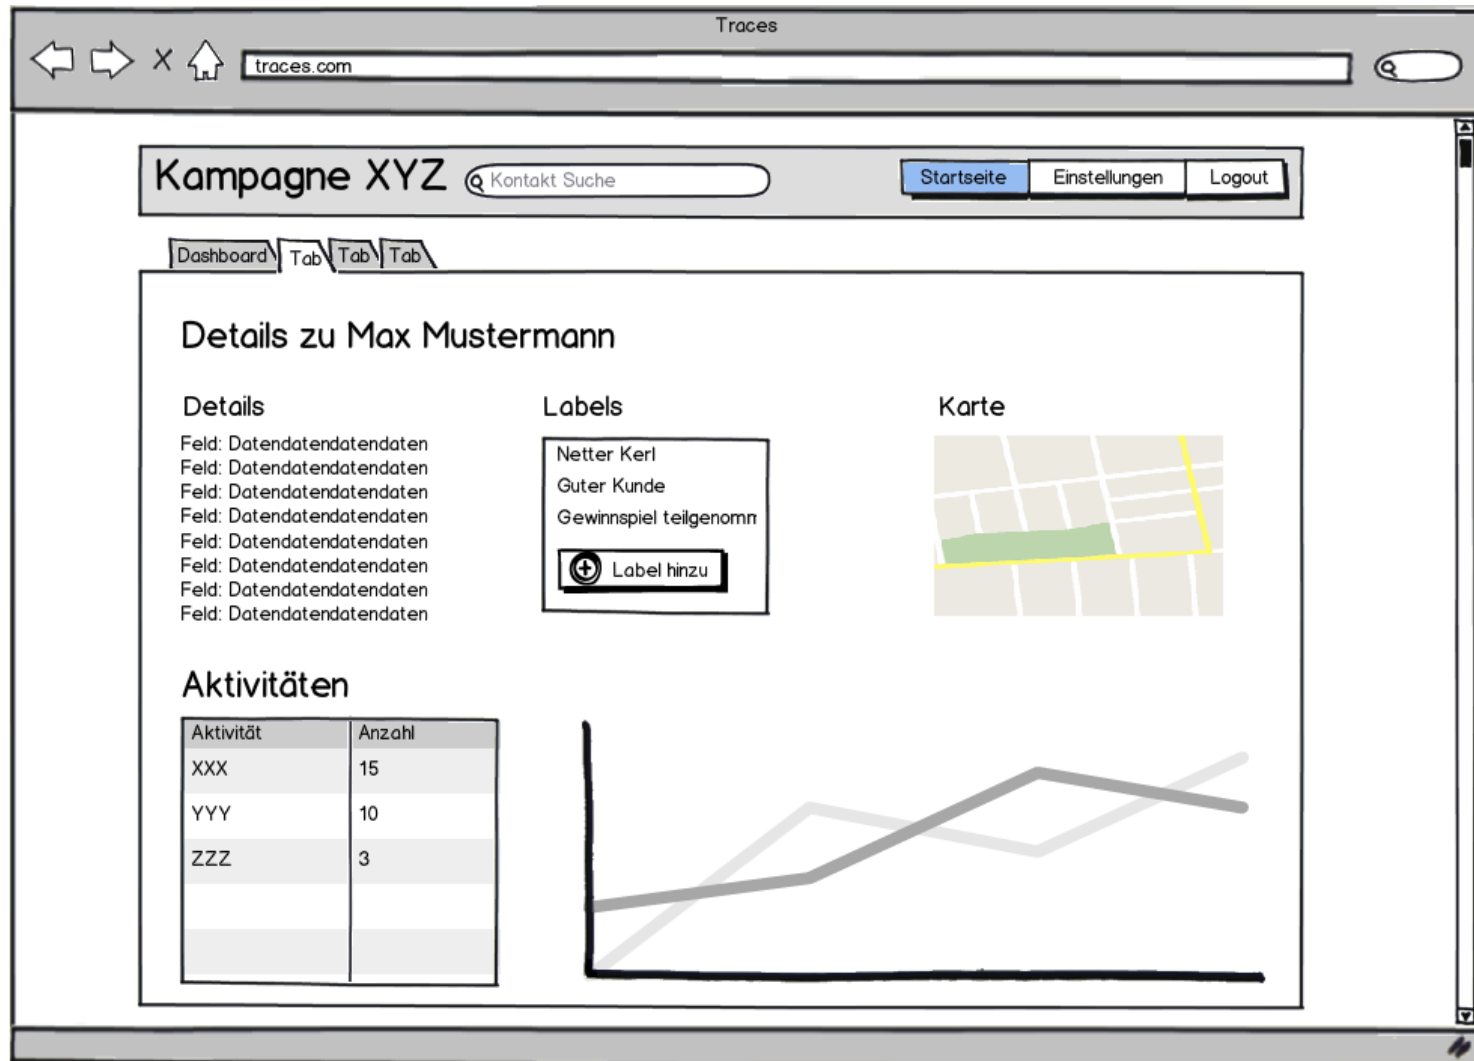 Traces
traces.com
Kampagne XYZ
Kontakt Suche
Startseite
Einstellungen
Logout
Dashboard
Tab
Tab
Tab
Details zu Max Mustermann
Details
Feld: Datendatendatendaten
Feld: Datendatendatendaten
Feld: Datendatendatendaten
Feld: Datendatendatendaten
Feld: Datendatendatendaten
Feld: Datendatendatendaten
Feld: Datendatendatendaten
Feld: Datendatendatendaten
Labels
Netter Kerl
Guter Kunde
Gewinnspiel teilgenomm
Label hinzu
Karte
Aktivitäten
Aktivität Anzahl
XXX 15
YYY 10
ZZZ 3